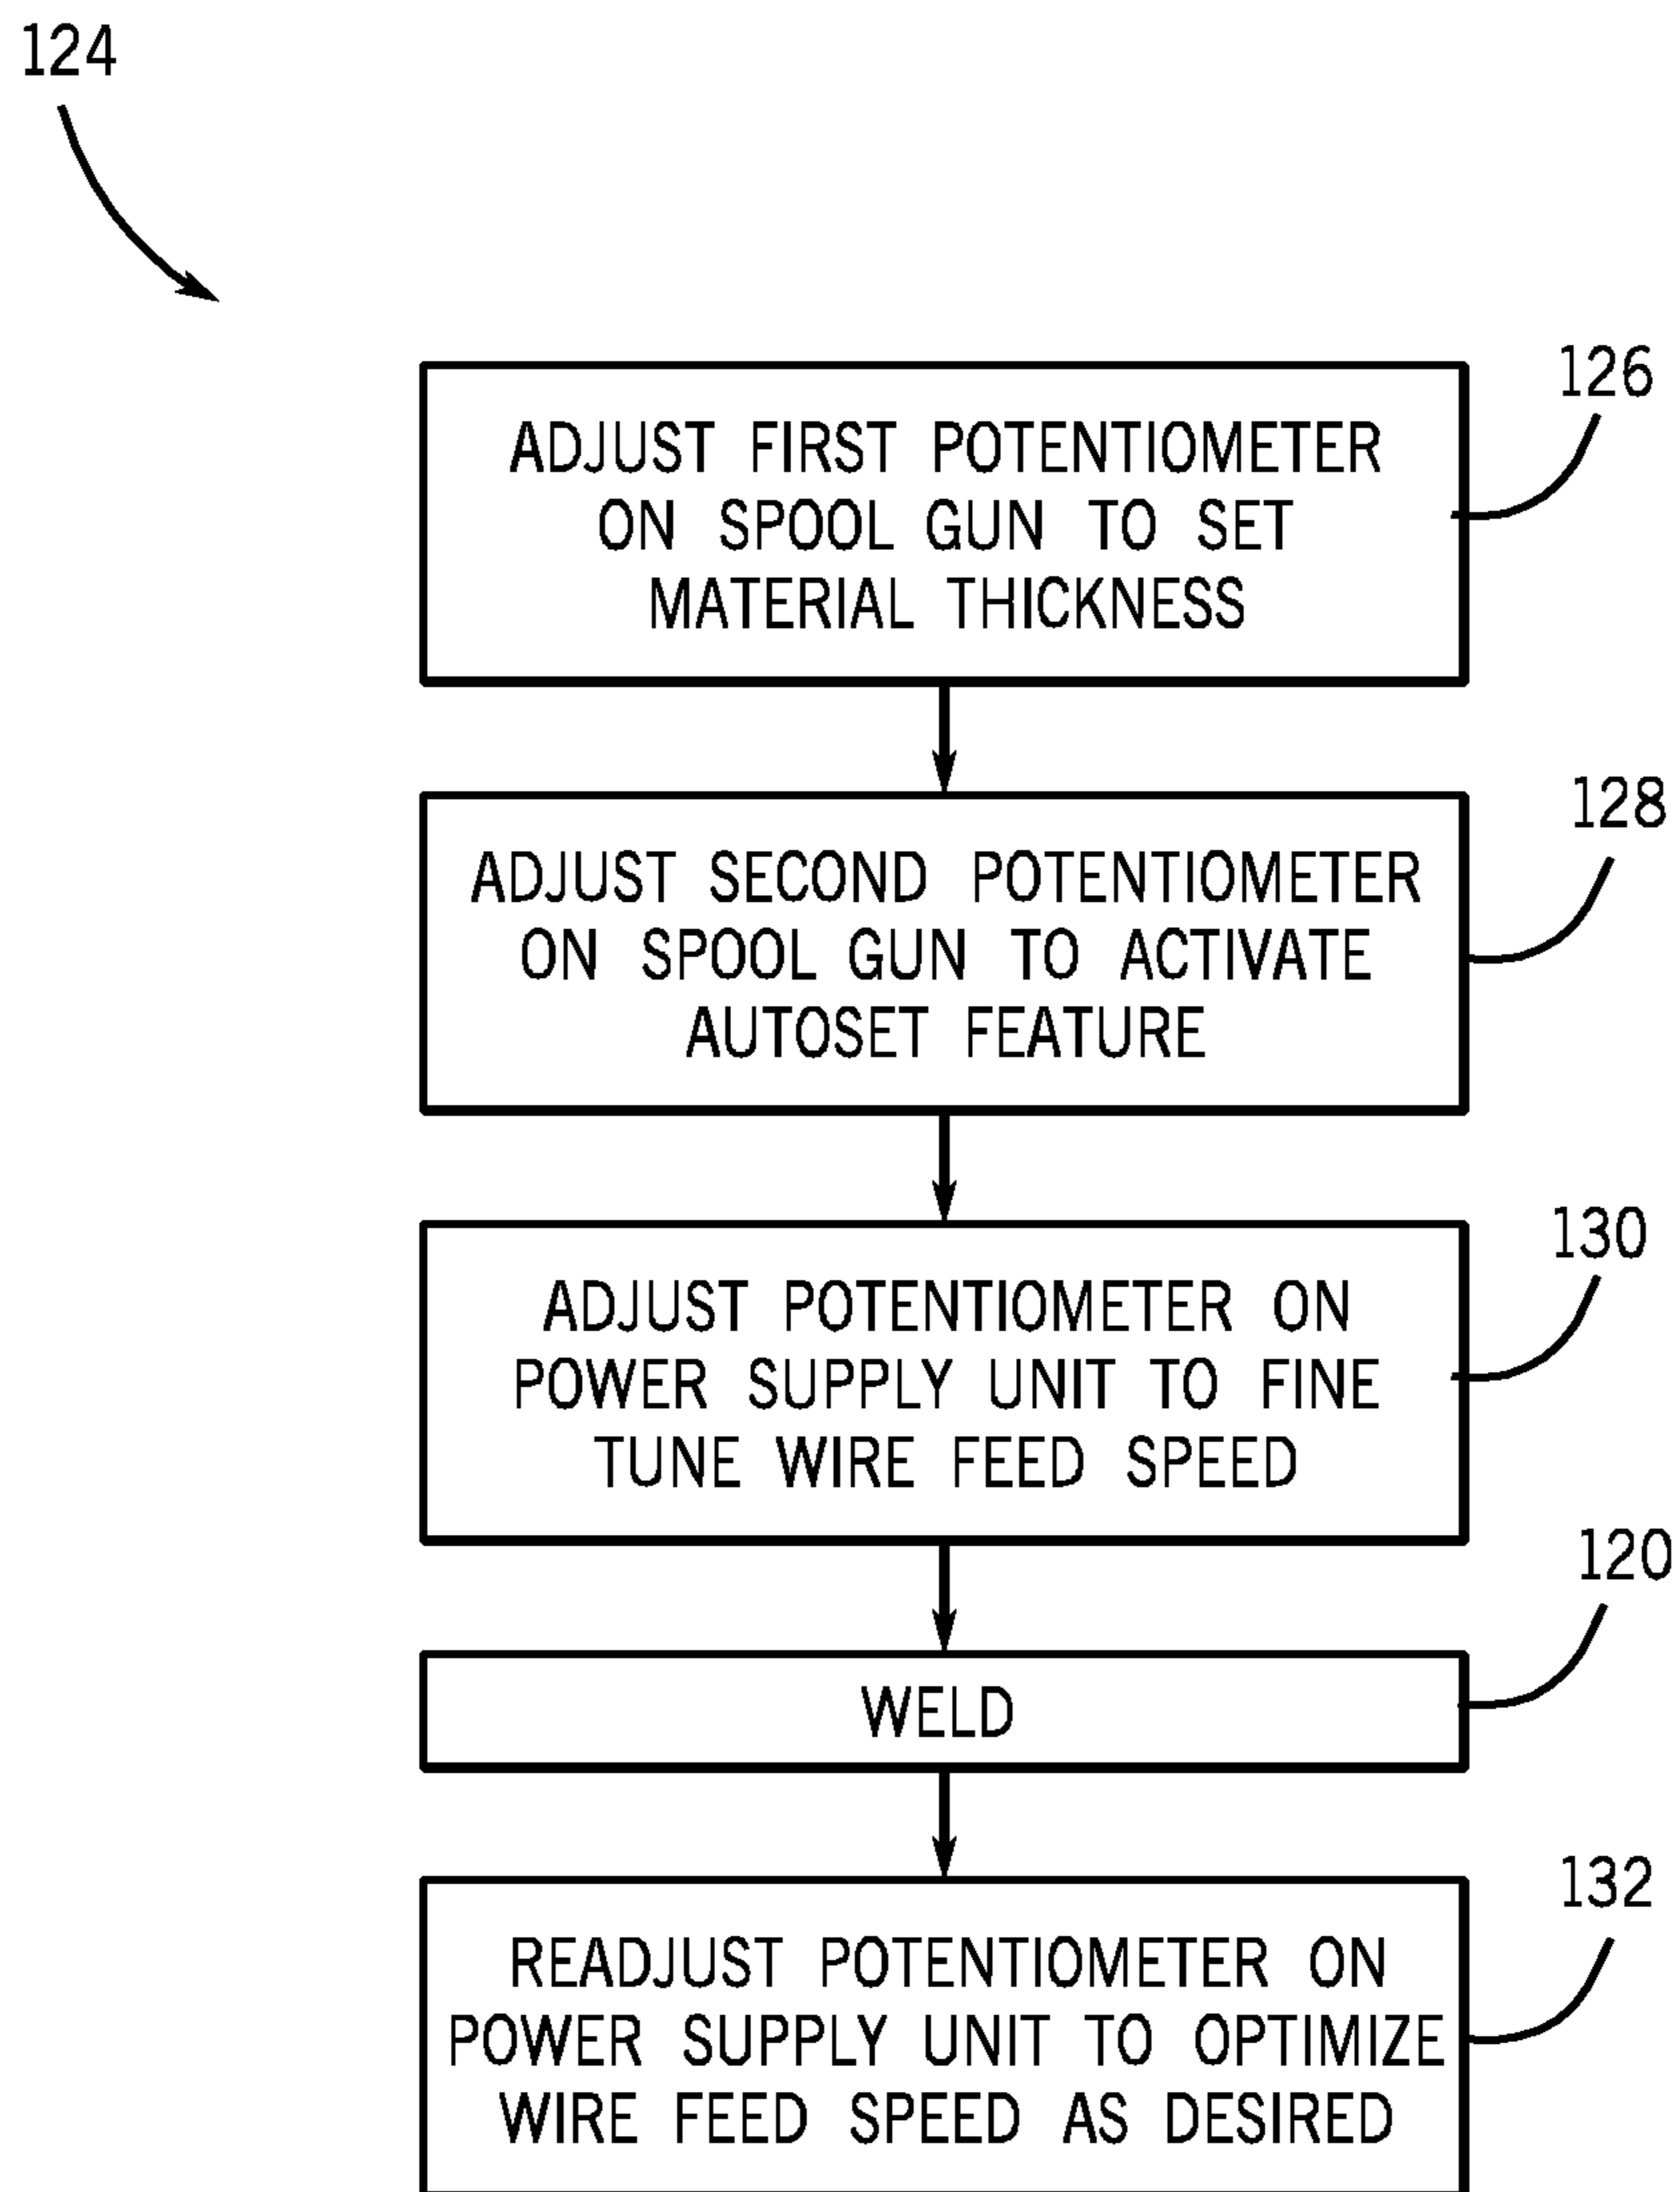 124
126
ADJUST FIRST POTENTIOMETER
ON SPOOL GUN TO SET
MATERIAL THICKNESS
128
ADJUST SECOND POTENTIOMETER
ON SPOOL GUN TO ACTIVATE
AUTOSET FEATURE
130
ADJUST POTENTIOMETER ON
POWER SUPPLY UNIT TO FINE
TUNE WIRE FEED SPEED
120
WELD
132
READJUST POTENTIOMETER ON
POWER SUPPLY UNIT TO OPTIMIZE
WIRE FEED SPEED AS DESIRED